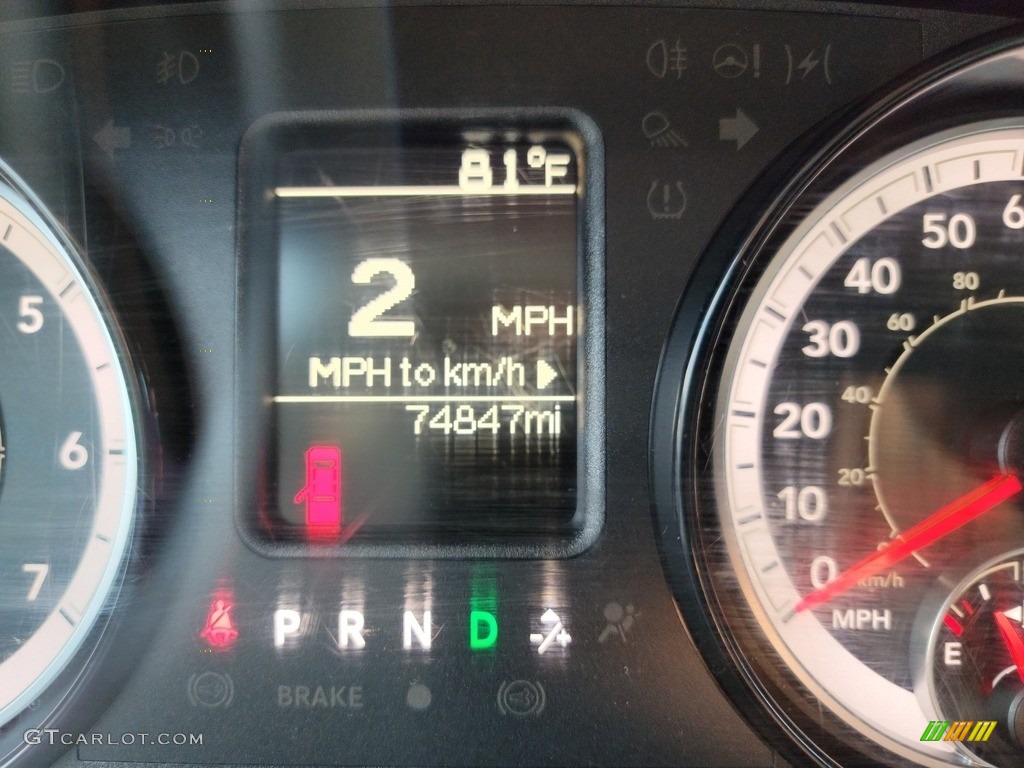 81°F
2 MPH
MPH to km/h
74847mi
5
6
7
50
40
30
20
10
0
MPH
80
60
40
20
km/h
E
P R N D
BRAKE
GTCARLOT.COM